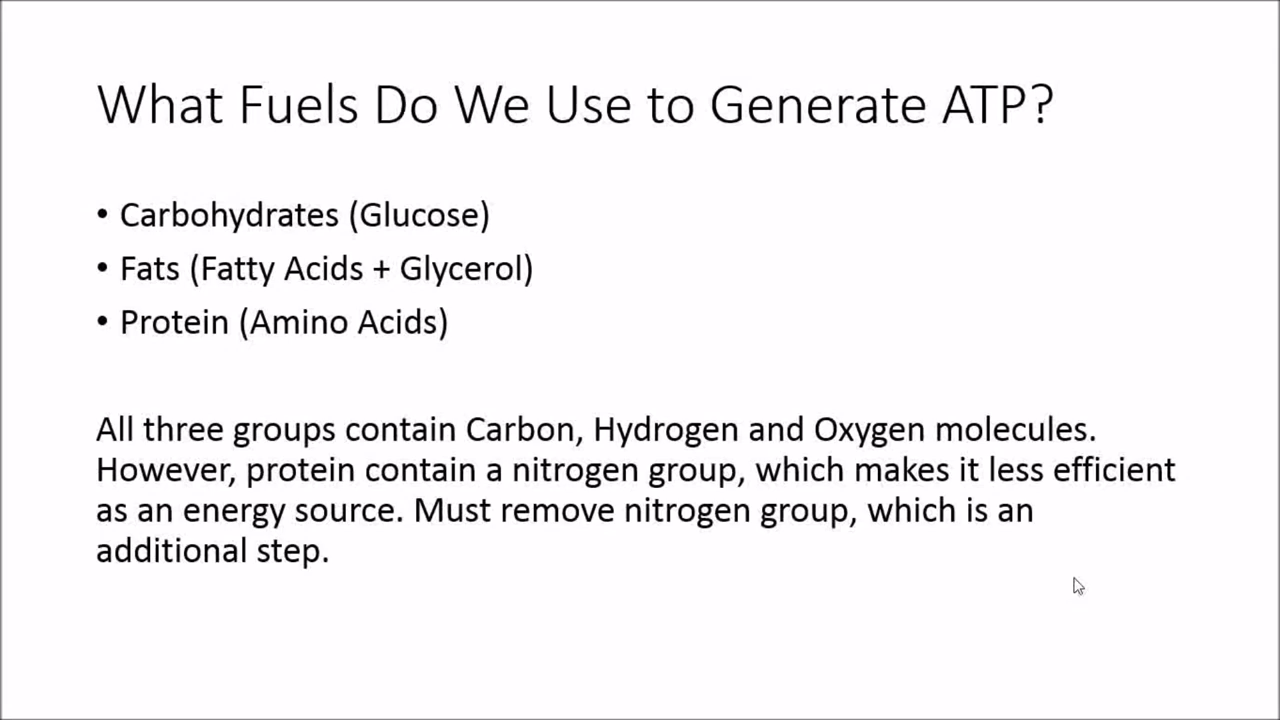 What Fuels Do We Use to Generate ATP?
• Carbohydrates (Glucose)
• Fats (Fatty Acids + Glycerol)
• Protein (Amino Acids)
All three groups contain Carbon, Hydrogen and Oxygen molecules.
However, protein contain a nitrogen group, which makes it less efficient
as an energy source. Must remove nitrogen group, which is an
additional step.